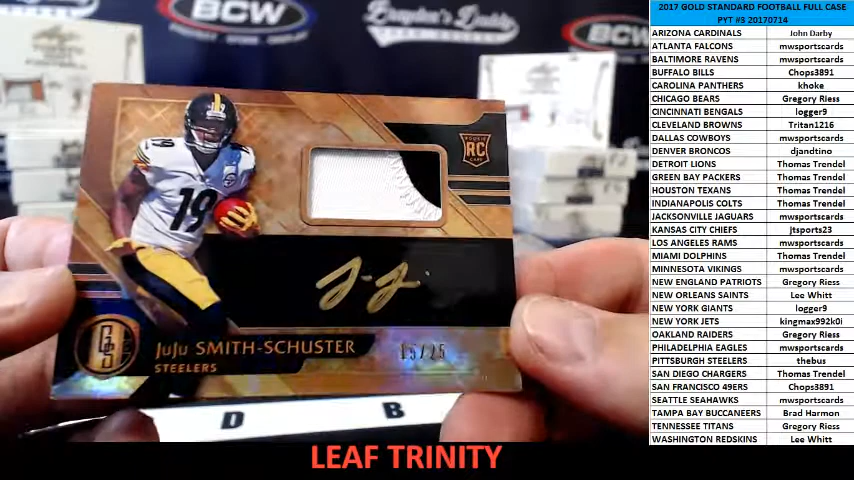 BCW
Brayden's Daddy
BCW
19
ROOKIE
RC
CARD
GS
JuJu SMITH-SCHUSTER
STEELERS
15/25
D B
LEAF TRINITY
2017 GOLD STANDARD FOOTBALL FULL CASE
PYT #3 20170714
ARIZONA CARDINALS John Darby
ATLANTA FALCONS mwsportscards
BALTIMORE RAVENS mwsportscards
BUFFALO BILLS Chops3891
CAROLINA PANTHERS khoke
CHICAGO BEARS Gregory Riess
CINCINNATI BENGALS logger9
CLEVELAND BROWNS Tritan1216
DALLAS COWBOYS mwsportscards
DENVER BRONCOS djandtino
DETROIT LIONS Thomas Trendel
GREEN BAY PACKERS Thomas Trendel
HOUSTON TEXANS Thomas Trendel
INDIANAPOLIS COLTS Thomas Trendel
JACKSONVILLE JAGUARS mwsportscards
KANSAS CITY CHIEFS jtsports23
LOS ANGELES RAMS mwsportscards
MIAMI DOLPHINS Thomas Trendel
MINNESOTA VIKINGS mwsportscards
NEW ENGLAND PATRIOTS Gregory Riess
NEW ORLEANS SAINTS Lee Whitt
NEW YORK GIANTS logger9
NEW YORK JETS kingmax992k0i
OAKLAND RAIDERS Gregory Riess
PHILADELPHIA EAGLES mwsportscards
PITTSBURGH STEELERS thebus
SAN DIEGO CHARGERS Thomas Trendel
SAN FRANCISCO 49ERS Chops3891
SEATTLE SEAHAWKS mwsportscards
TAMPA BAY BUCCANEERS Brad Harmon
TENNESSEE TITANS Gregory Riess
WASHINGTON REDSKINS Lee Whitt